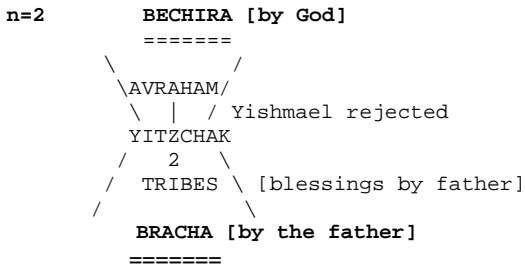 n=2 BECHIRA [by God]
=======
\ /
\AVRAHAM/
\ | / Yishmael rejected
YITZCHAK
/ 2 \
/ TRIBES \ [blessings by father]
/ \
BRACHA [by the father]
=======